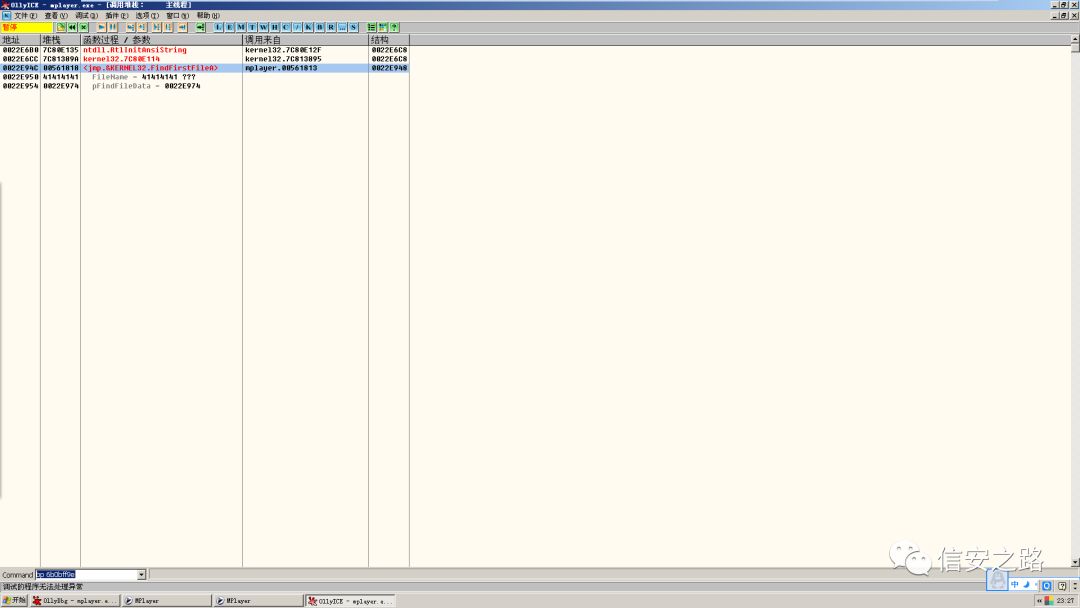 OllyICE - mplayer.exe - [调用堆栈: 主线程]
文件(F) 查看(V) 调试(D) 插件(P) 选项(T) 窗口(W) 帮助(H)
暂停 L E M T W H C / K B R ... S
地址 堆栈 函数过程 / 参数 调用来自 结构
0022E6B0 7C80E135 ntdll.RtlInitAnsiString kernel32.7C80E12F 0022E6C8
0022E6CC 7C81389A kernel32.7C80E114 kernel32.7C813895 0022E6C8
0022E94C 00561818 <jmp.&KERNEL32.FindFirstFileA> mplayer.00561813 0022E948
0022E950 41414141 FileName = 41414141 ???
0022E954 0022E974 pFindFileData = 0022E974
信安之路
Command bp 6b0bff9e
调试的程序无法处理异常
中
开始 OllyDbg - mplayer.e... MPlayer MPlayer OllyICE - mplayer.e... 23:27